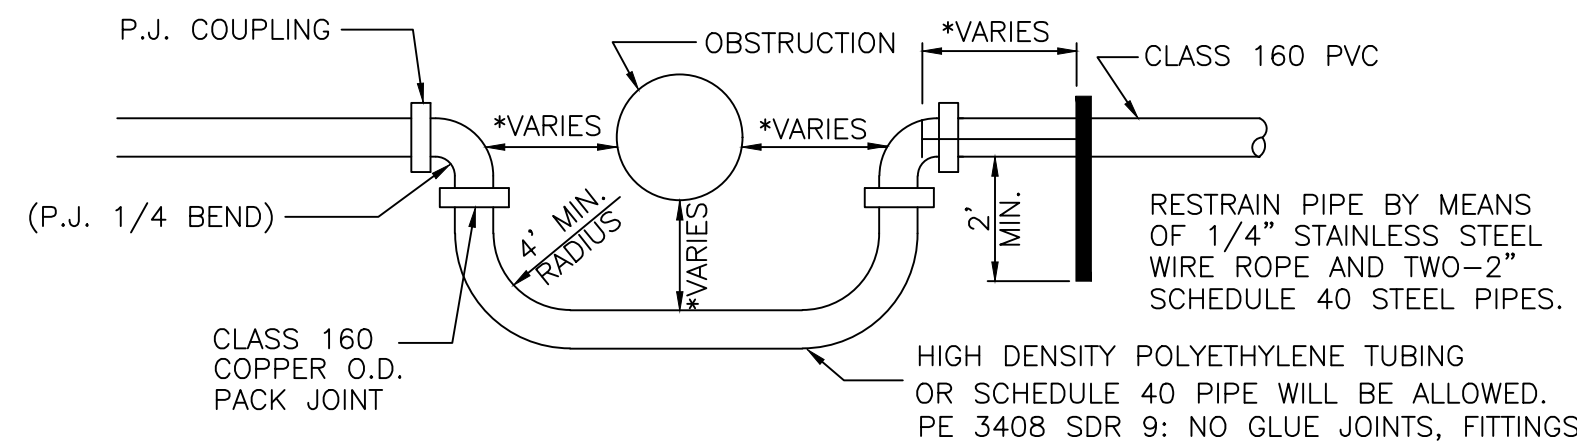 P.J. COUPLING
OBSTRUCTION
*VARIES
CLASS 160 PVC
*VARIES
*VARIES
(P.J. 1/4 BEND)
4' MIN.
RADIUS
*VARIES
2'
MIN.
RESTRAIN PIPE BY MEANS
OF 1/4" STAINLESS STEEL
WIRE ROPE AND TWO-2"
SCHEDULE 40 STEEL PIPES.
CLASS 160
COPPER O.D.
PACK JOINT
HIGH DENSITY POLYETHYLENE TUBING
OR SCHEDULE 40 PIPE WILL BE ALLOWED.
PE 3408 SDR 9: NO GLUE JOINTS, FITTINGS